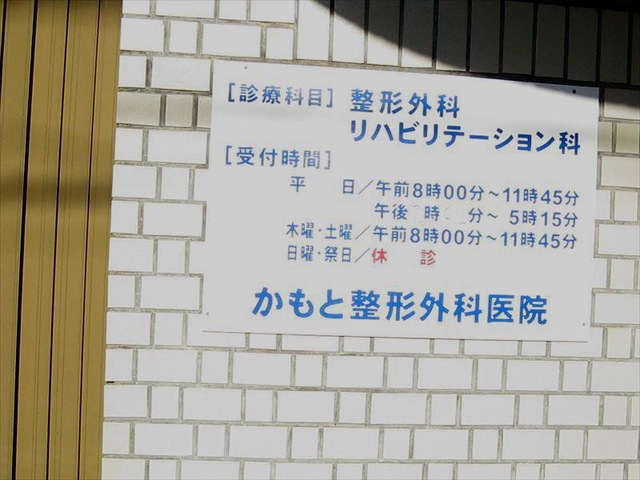 [診療科目] 整形外科
リハビリテーション科
[受付時間]
平 日/午前8時00分~11時45分
午後 時 分~ 5時15分
木曜・土曜/午前8時00分~11時45分
日曜・祭日/休 診
かもと整形外科医院